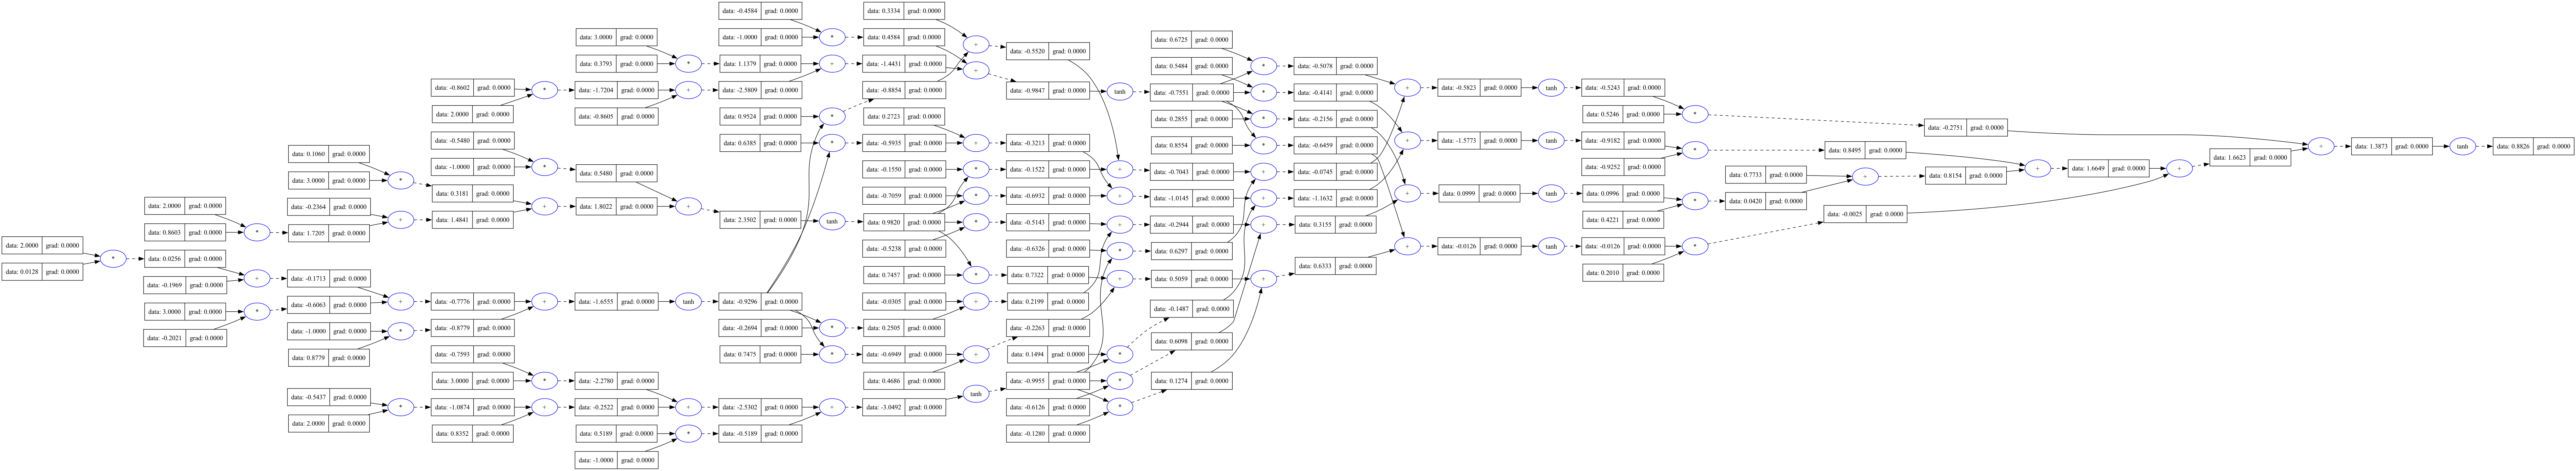 data: 2.0000 grad: 0.0000
data: 0.0128 grad: 0.0000
*
data: 2.0000 grad: 0.0000
data: 0.8603 grad: 0.0000
data: 0.0256 grad: 0.0000
data: -0.1969 grad: 0.0000
data: 3.0000 grad: 0.0000
data: -0.2021 grad: 0.0000
*
+
*
data: 0.1060 grad: 0.0000
data: 3.0000 grad: 0.0000
data: -0.2364 grad: 0.0000
data: 1.7205 grad: 0.0000
data: -0.1713 grad: 0.0000
data: -0.6063 grad: 0.0000
data: -1.0000 grad: 0.0000
data: 0.8779 grad: 0.0000
data: -0.5437 grad: 0.0000
data: 2.0000 grad: 0.0000
*
+
+
*
*
data: -0.8602 grad: 0.0000
data: 2.0000 grad: 0.0000
data: -0.5480 grad: 0.0000
data: -1.0000 grad: 0.0000
data: 0.3181 grad: 0.0000
data: 1.4841 grad: 0.0000
data: -0.7776 grad: 0.0000
data: -0.8779 grad: 0.0000
data: -0.7593 grad: 0.0000
data: 3.0000 grad: 0.0000
data: -1.0874 grad: 0.0000
data: 0.8352 grad: 0.0000
*
*
+
+
*
+
data: 3.0000 grad: 0.0000
data: 0.3793 grad: 0.0000
data: -1.7204 grad: 0.0000
data: -0.8605 grad: 0.0000
data: 0.5480 grad: 0.0000
data: 1.8022 grad: 0.0000
data: -1.6555 grad: 0.0000
data: -2.2780 grad: 0.0000
data: -0.2522 grad: 0.0000
data: 0.5189 grad: 0.0000
data: -1.0000 grad: 0.0000
*
+
+
tanh
+
*
data: -0.4584 grad: 0.0000
data: -1.0000 grad: 0.0000
data: 1.1379 grad: 0.0000
data: -2.5809 grad: 0.0000
data: 0.9524 grad: 0.0000
data: 0.6385 grad: 0.0000
data: 2.3502 grad: 0.0000
data: -0.9296 grad: 0.0000
data: -0.2694 grad: 0.0000
data: 0.7475 grad: 0.0000
data: -2.5302 grad: 0.0000
data: -0.5189 grad: 0.0000
*
+
*
*
tanh
*
*
+
data: 0.3334 grad: 0.0000
data: 0.4584 grad: 0.0000
data: -1.4431 grad: 0.0000
data: -0.8854 grad: 0.0000
data: 0.2723 grad: 0.0000
data: -0.5935 grad: 0.0000
data: -0.1550 grad: 0.0000
data: -0.7059 grad: 0.0000
data: 0.9820 grad: 0.0000
data: -0.5238 grad: 0.0000
data: 0.7457 grad: 0.0000
data: -0.0305 grad: 0.0000
data: 0.2505 grad: 0.0000
data: -0.6949 grad: 0.0000
data: 0.4686 grad: 0.0000
data: -3.0492 grad: 0.0000
+
+
+
*
*
*
*
+
+
tanh
data: -0.5520 grad: 0.0000
data: -0.9847 grad: 0.0000
data: -0.3213 grad: 0.0000
data: -0.1522 grad: 0.0000
data: -0.6932 grad: 0.0000
data: -0.5143 grad: 0.0000
data: -0.6326 grad: 0.0000
data: 0.7322 grad: 0.0000
data: 0.2199 grad: 0.0000
data: -0.2263 grad: 0.0000
data: 0.1494 grad: 0.0000
data: -0.9955 grad: 0.0000
data: -0.6126 grad: 0.0000
data: -0.1280 grad: 0.0000
tanh
+
+
+
*
+
*
*
*
data: 0.6725 grad: 0.0000
data: 0.5484 grad: 0.0000
data: -0.7551 grad: 0.0000
data: 0.2855 grad: 0.0000
data: 0.8554 grad: 0.0000
data: -0.7043 grad: 0.0000
data: -1.0145 grad: 0.0000
data: -0.2944 grad: 0.0000
data: 0.6297 grad: 0.0000
data: 0.5059 grad: 0.0000
data: -0.1487 grad: 0.0000
data: 0.6098 grad: 0.0000
data: 0.1274 grad: 0.0000
*
*
*
*
+
+
+
+
data: -0.5078 grad: 0.0000
data: -0.4141 grad: 0.0000
data: -0.2156 grad: 0.0000
data: -0.6459 grad: 0.0000
data: -0.0745 grad: 0.0000
data: -1.1632 grad: 0.0000
data: 0.3155 grad: 0.0000
data: 0.6333 grad: 0.0000
+
+
+
+
data: -0.5823 grad: 0.0000
data: -1.5773 grad: 0.0000
data: 0.0999 grad: 0.0000
data: -0.0126 grad: 0.0000
tanh
tanh
tanh
tanh
data: -0.5243 grad: 0.0000
data: 0.5246 grad: 0.0000
data: -0.9182 grad: 0.0000
data: -0.9252 grad: 0.0000
data: 0.0996 grad: 0.0000
data: 0.4221 grad: 0.0000
data: -0.0126 grad: 0.0000
data: 0.2010 grad: 0.0000
*
*
*
*
data: 0.7733 grad: 0.0000
data: 0.0420 grad: 0.0000
data: 0.8495 grad: 0.0000
+
data: -0.0025 grad: 0.0000
data: -0.2751 grad: 0.0000
data: 0.8154 grad: 0.0000
+
data: 1.6649 grad: 0.0000
+
data: 1.6623 grad: 0.0000
+
data: 1.3873 grad: 0.0000
tanh
data: 0.8826 grad: 0.0000